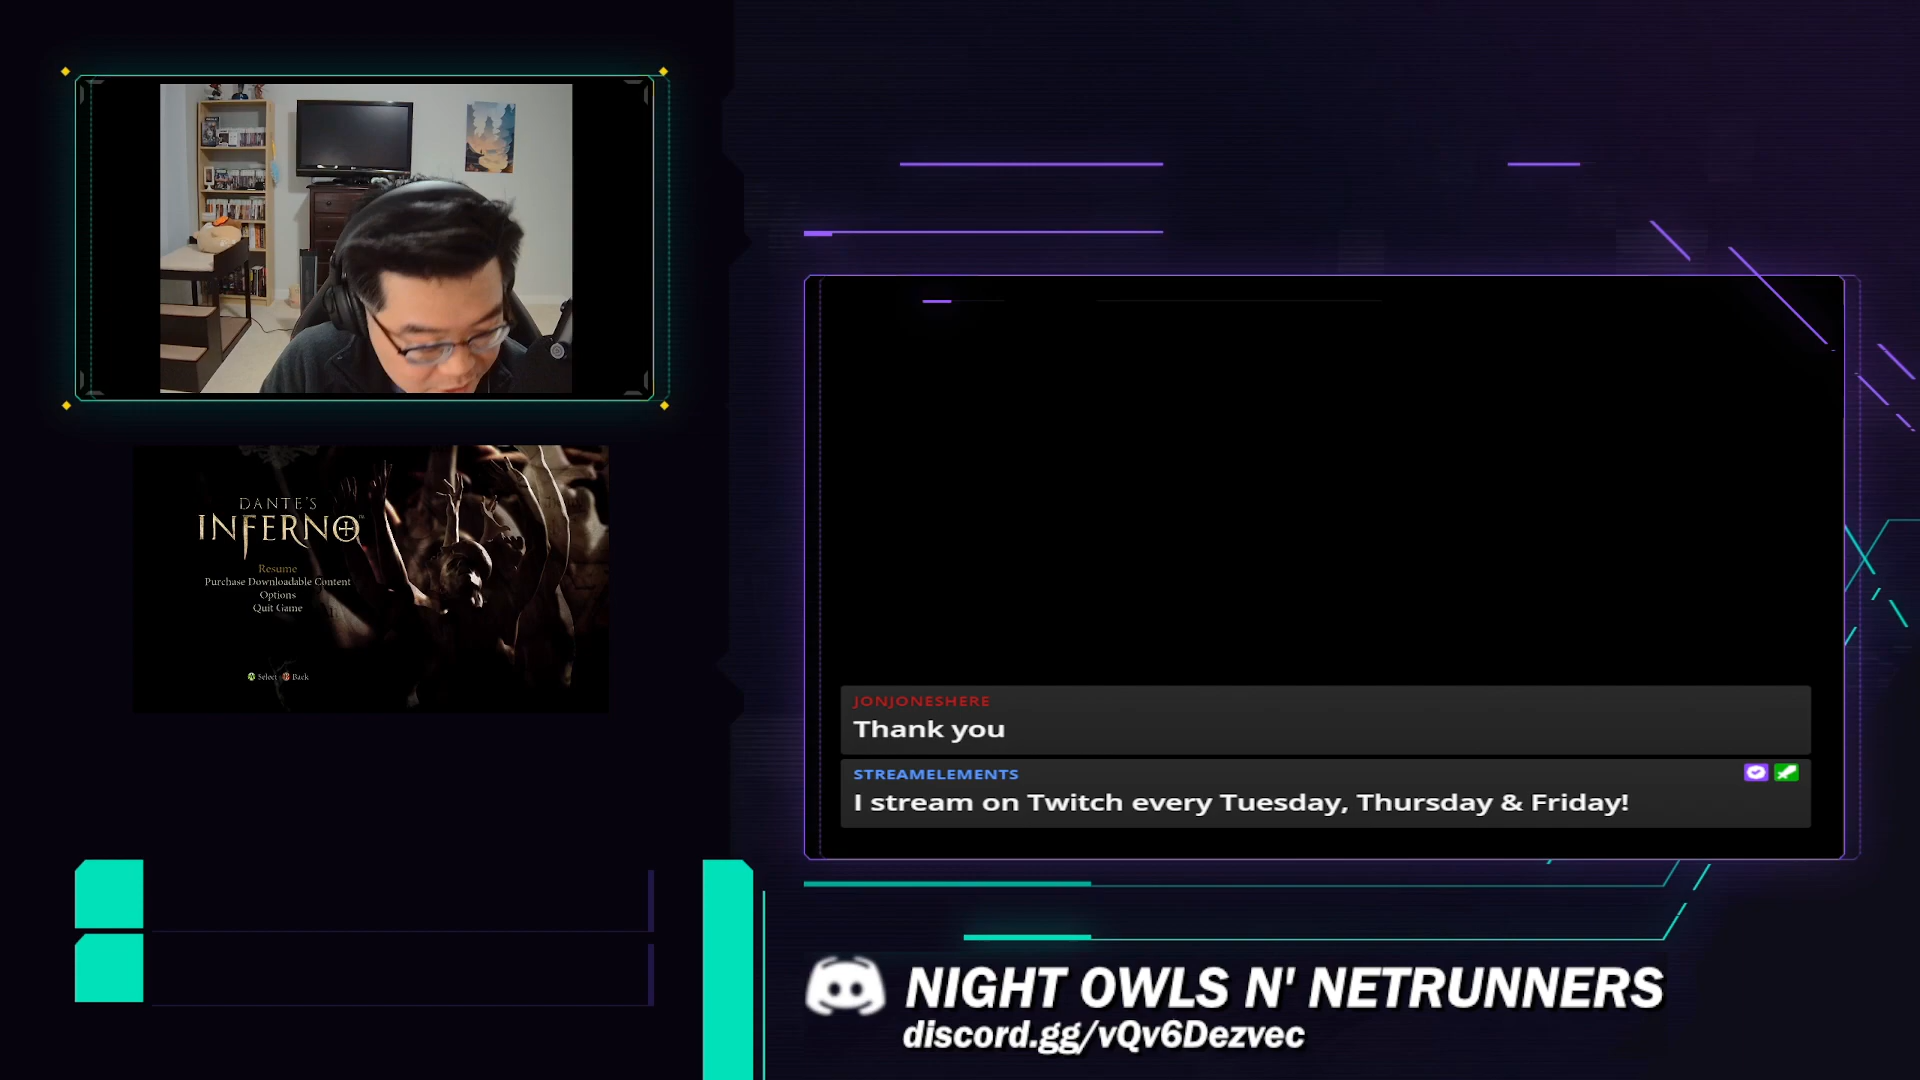 DANTE'S
INFERNO
Resume
Purchase Downloadable Content
Options
Quit Game
Select Back
JONJONESHERE
Thank you
STREAMELEMENTS
I stream on Twitch every Tuesday, Thursday & Friday!
NIGHT OWLS N' NETRUNNERS
discord.gg/vQv6Dezvec